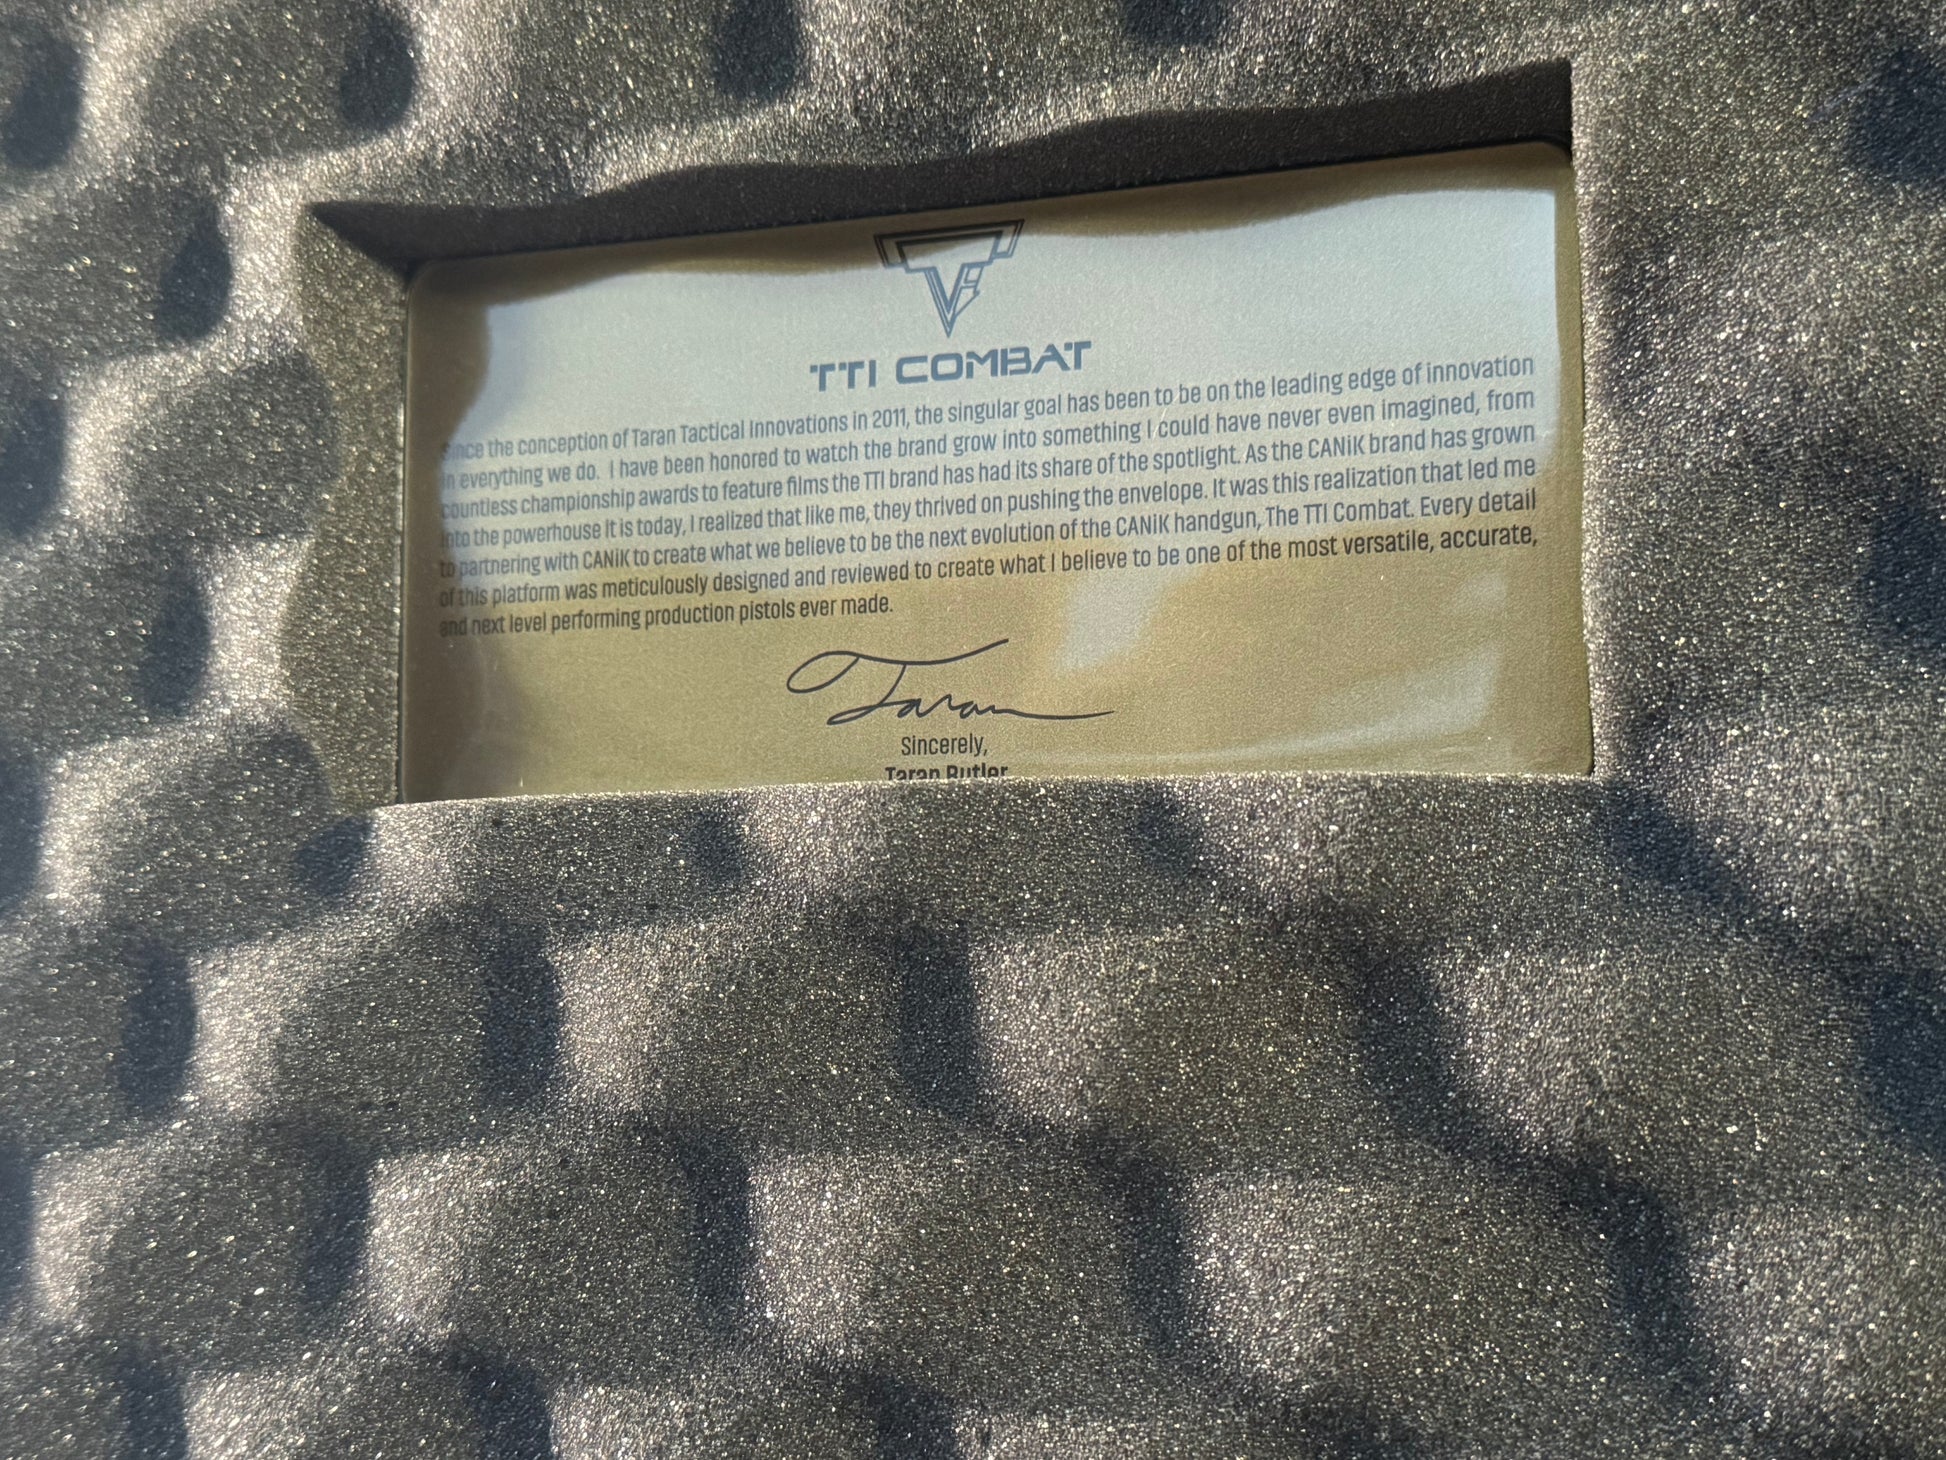 TTI COMBAT
Since the conception of Taran Tactical Innovations in 2011, the singular goal has been to be on the leading edge of innovation
in everything we do. I have been honored to watch the brand grow into something I could have never even imagined, from
countless championship awards to feature films the TTI brand has had its share of the spotlight. As the CANiK brand has grown
into the powerhouse it is today, I realized that like me, they thrived on pushing the envelope. It was this realization that led me
to partnering with CANiK to create what we believe to be the next evolution of the CANiK handgun, The TTI Combat. Every detail
of this platform was meticulously designed and reviewed to create what I believe to be one of the most versatile, accurate,
and next level performing production pistols ever made.
Taran
Sincerely,
Taran Butler